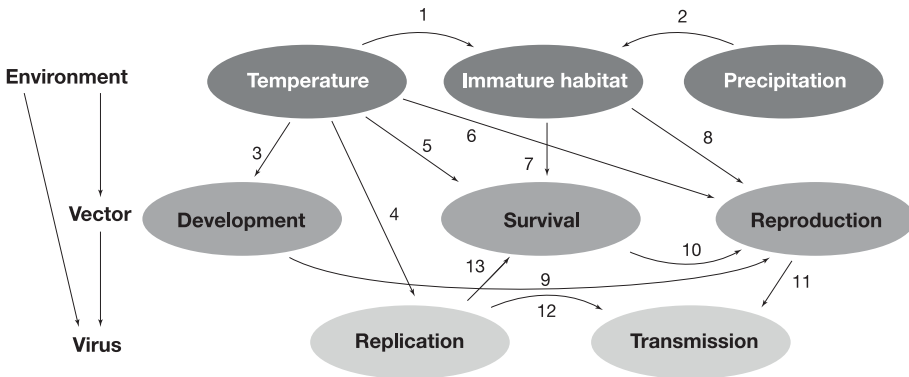 1
2
Environment
Temperature
Immature habitat
Precipitation
3
5
6
7
8
4
Vector
Development
Survival
Reproduction
13
9
10
11
12
Virus
Replication
Transmission